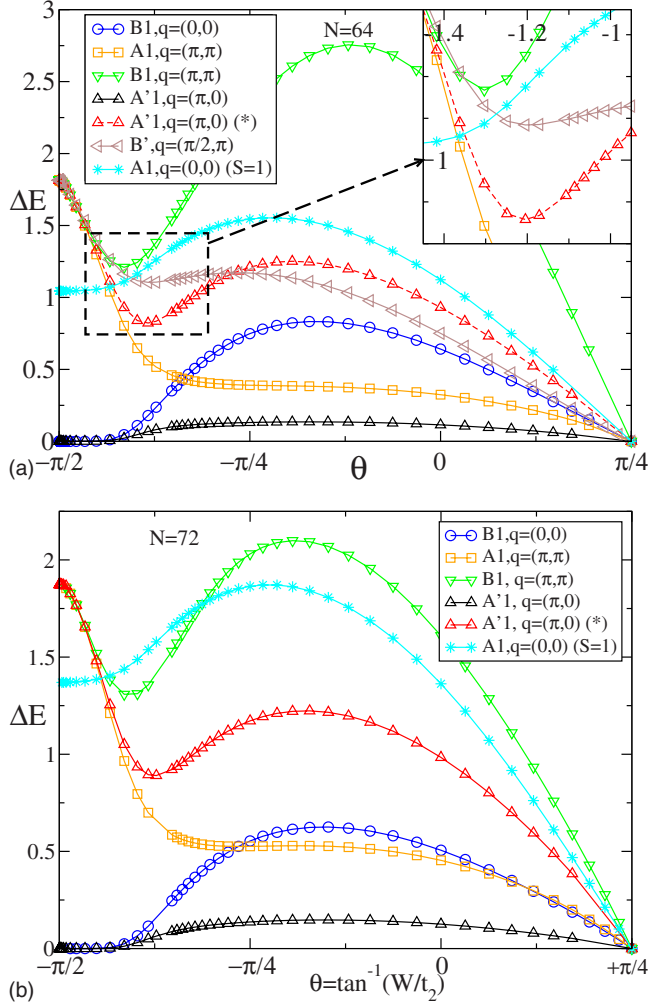 3
N=64
-1.4
-1.2
-1
B1,q=(0,0)
A1,q=(π,π)
B1,q=(π,π)
A'1,q=(π,0)
A'1,q=(π,0) (*)
B',q=(π/2,π)
A1,q=(0,0) (S=1)
2.5
2
1
ΔE
1.5
1
0.5
0
(a)
−π/2
−π/4
θ
0
π/4
N=72
B1,q=(0,0)
A1,q=(π,π)
B1, q=(π,π)
A'1, q=(π,0)
A'1, q=(π,0) (*)
A1,q=(0,0) (S=1)
2
1.5
ΔE
1
0.5
0
(b)
−π/2
−π/4
θ=tan⁻¹(W/t₂)
0
+π/4